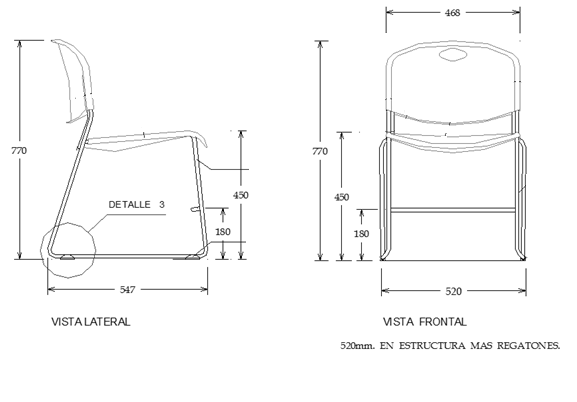 468
770
770
DETALLE 3
450
450
180
180
547
520
VISTA LATERAL
VISTA FRONTAL
520mm. EN ESTRUCTURA MAS REGATONES.